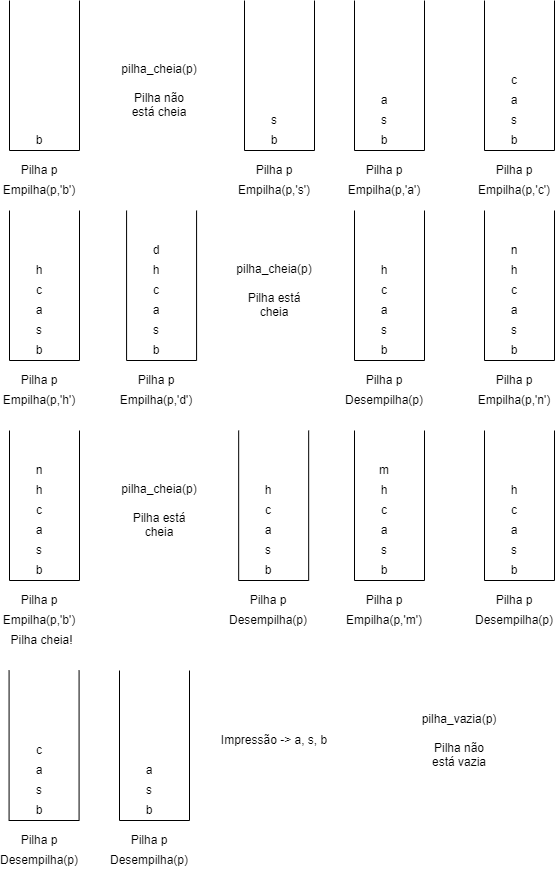 b
Pilha p
Empilha(p,'b')
pilha_cheia(p)
Pilha não
está cheia
s
b
Pilha p
Empilha(p,'s')
a
s
b
Pilha p
Empilha(p,'a')
c
a
s
b
Pilha p
Empilha(p,'c')
h
c
a
s
b
Pilha p
Empilha(p,'h')
d
h
c
a
s
b
Pilha p
Empilha(p,'d')
pilha_cheia(p)
Pilha está
cheia
h
c
a
s
b
Pilha p
Desempilha(p)
n
h
c
a
s
b
Pilha p
Empilha(p,'n')
n
h
c
a
s
b
Pilha p
Empilha(p,'b')
Pilha cheia!
pilha_cheia(p)
Pilha está
cheia
h
c
a
s
b
Pilha p
Desempilha(p)
m
h
c
a
s
b
Pilha p
Empilha(p,'m')
h
c
a
s
b
Pilha p
Desempilha(p)
c
a
s
b
Pilha p
Desempilha(p)
a
s
b
Pilha p
Desempilha(p)
Impressão -> a, s, b
pilha_vazia(p)
Pilha não
está vazia